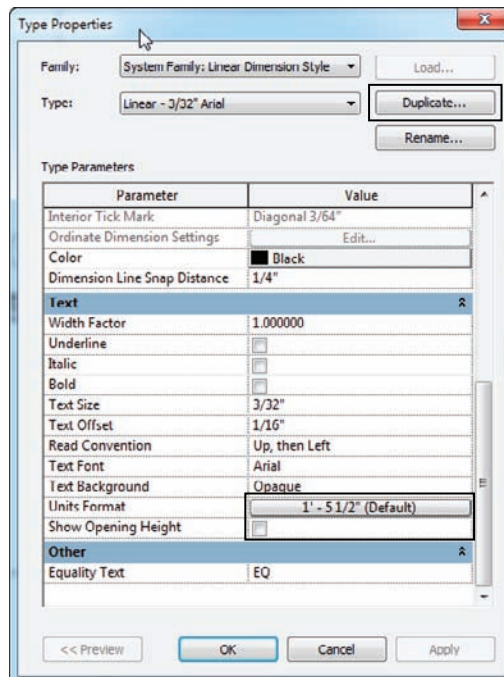 Type Properties
Family: System Family: Linear Dimension Style Load...
Type: Linear - 3/32" Arial Duplicate...
Rename...
Type Parameters
Parameter Value
Interior Tick Mark Diagonal 3/64"
Ordinate Dimension Settings Edit...
Color Black
Dimension Line Snap Distance 1/4"
Text
Width Factor 1.000000
Underline
Italic
Bold
Text Size 3/32"
Text Offset 1/16"
Read Convention Up, then Left
Text Font Arial
Text Background Opaque
Units Format 1' - 5 1/2" (Default)
Show Opening Height
Other
Equality Text EQ
<< Preview OK Cancel Apply